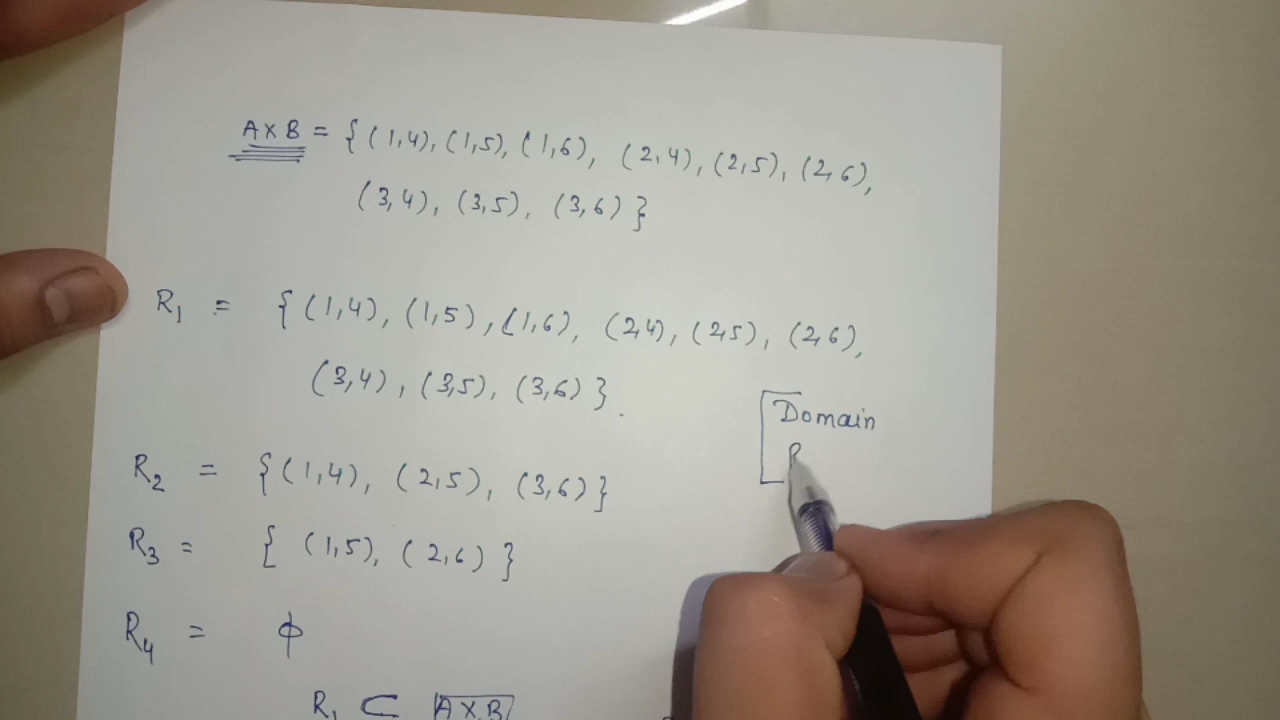 A X B = {(1,4), (1,5), (1,6), (2,4), (2,5), (2,6),
(3,4), (3,5), (3,6)}
R1 = {(1,4), (1,5), (1,6), (2,4), (2,5), (2,6),
(3,4), (3,5), (3,6)}.
Domain
R
R2 = {(1,4), (2,5), (3,6)}
R3 = {(1,5), (2,6)}
R4 = ϕ
R1 ⊂ A X B